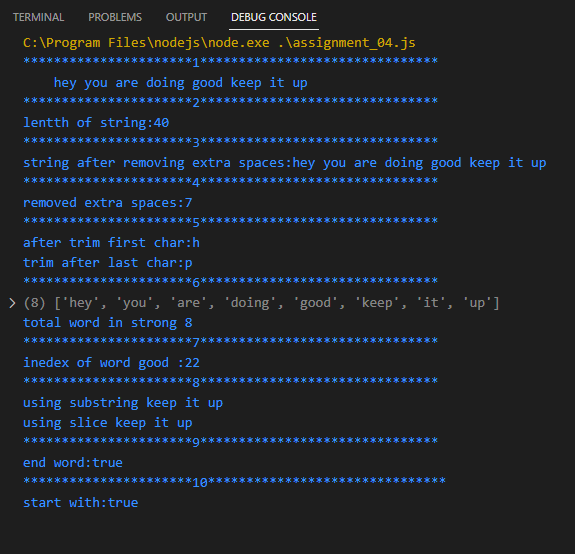 TERMINAL PROBLEMS OUTPUT DEBUG CONSOLE
C:\Program Files\nodejs\node.exe .\assignment_04.js
**********************1*******************************
    hey you are doing good keep it up
**********************2*******************************
lentth of string:40
**********************3*******************************
string after removing extra spaces:hey you are doing good keep it up
**********************4*******************************
removed extra spaces:7
**********************5*******************************
after trim first char:h
trim after last char:p
**********************6*******************************
> (8) ['hey', 'you', 'are', 'doing', 'good', 'keep', 'it', 'up']
total word in strong 8
**********************7*******************************
inedex of word good :22
**********************8*******************************
using substring keep it up
using slice keep it up
**********************9*******************************
end word:true
**********************10*******************************
start with:true